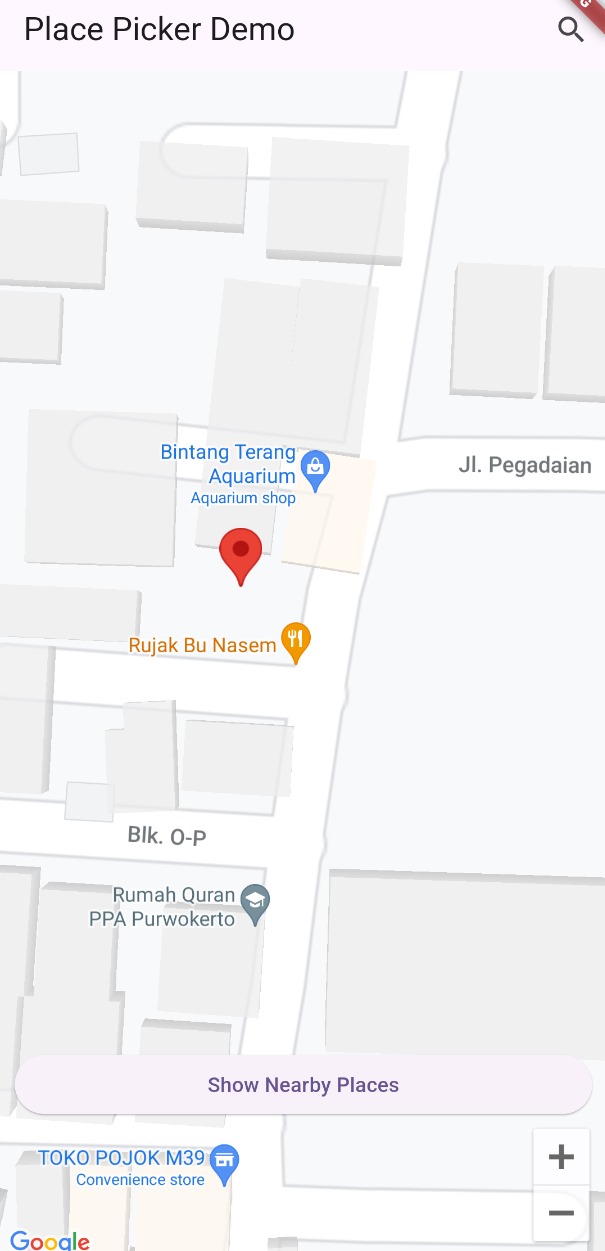 Place Picker Demo
Bintang Terang
Aquarium
Aquarium shop
Jl. Pegadaian
Rujak Bu Nasem
Blk. O-P
Rumah Quran
PPA Purwokerto
Show Nearby Places
TOKO POJOK M39
Convenience store
Google